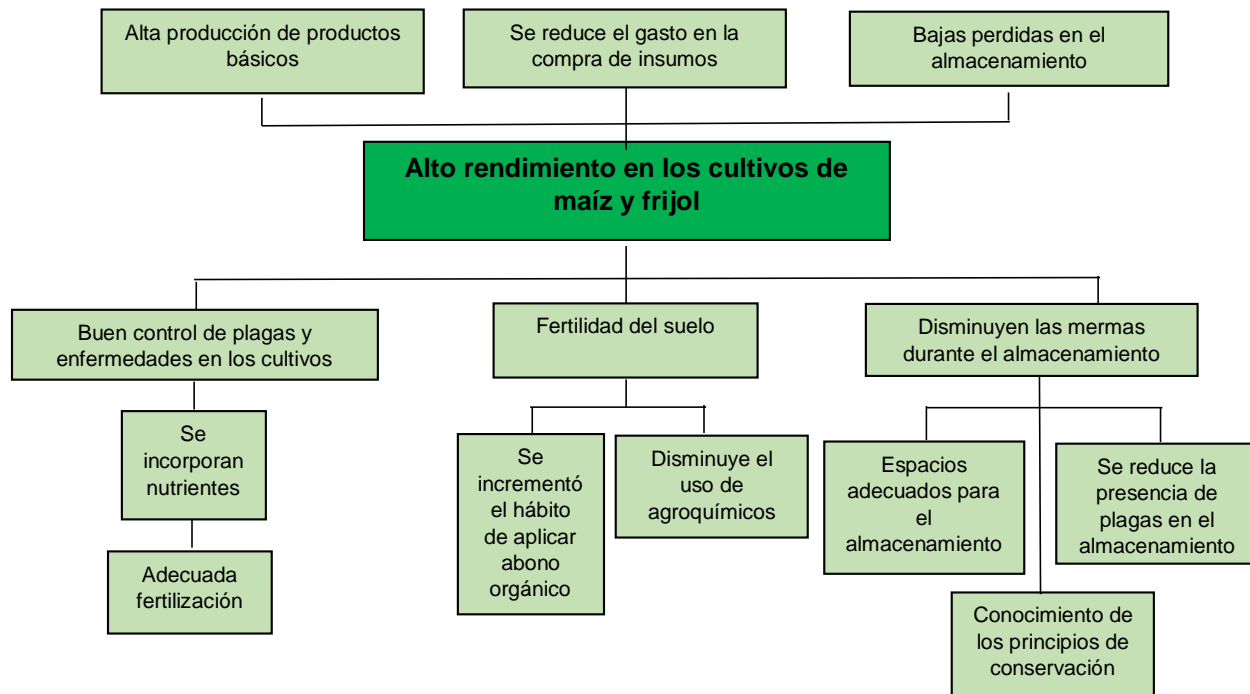 Alta producción de productos
básicos
Se reduce el gasto en la
compra de insumos
Bajas perdidas en el
almacenamiento
Alto rendimiento en los cultivos de
maíz y frijol
Buen control de plagas y
enfermedades en los cultivos
Fertilidad del suelo
Disminuyen las mermas
durante el almacenamiento
Se
incorporan
nutrientes
Se
incrementó
el hábito
de aplicar
abono
orgánico
Disminuye el
uso de
agroquímicos
Espacios
adecuados para
el
almacenamiento
Se reduce la
presencia de
plagas en el
almacenamiento
Adecuada
fertilización
Conocimiento de
los principios de
conservación